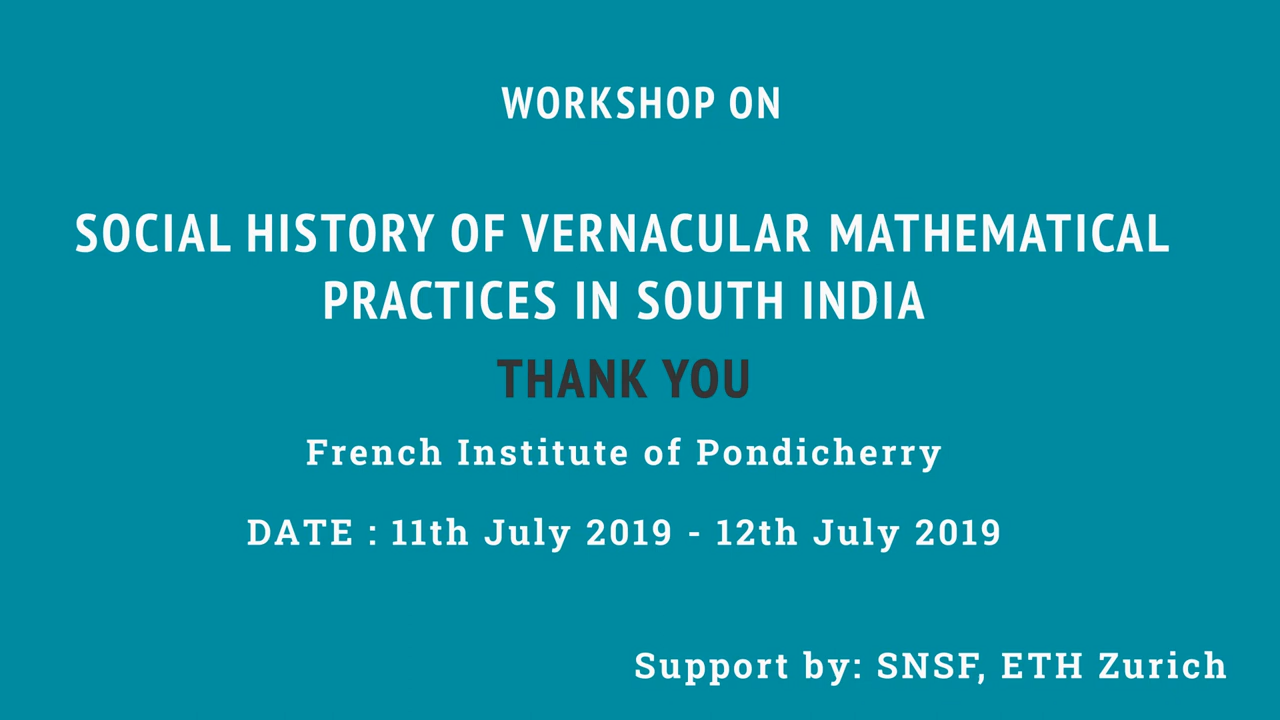 WORKSHOP ON
SOCIAL HISTORY OF VERNACULAR MATHEMATICAL
PRACTICES IN SOUTH INDIA
THANK YOU
French Institute of Pondicherry
DATE : 11th July 2019 - 12th July 2019
Support by: SNSF, ETH Zurich